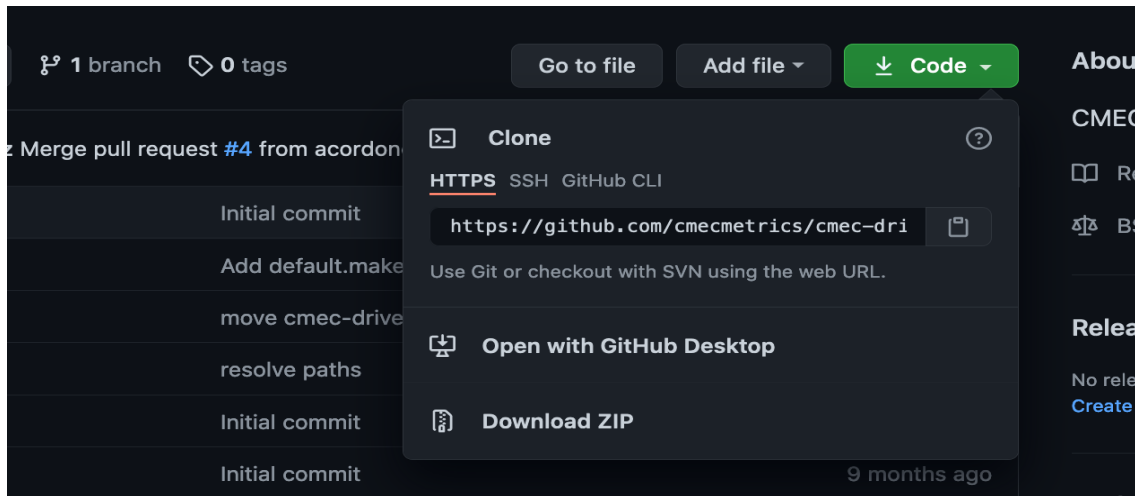 1 branch 0 tags Go to file Add file Code
Abou
Clone
CMEC
z Merge pull request #4 from acordon
HTTPS SSH GitHub CLI
Re
Initial commit
https://github.com/cmecmetrics/cmec-dri
BS
Add default.make
Use Git or checkout with SVN using the web URL.
move cmec-drive
Relea
Open with GitHub Desktop
resolve paths
No rele
Create
Initial commit
Download ZIP
Initial commit
9 months ago